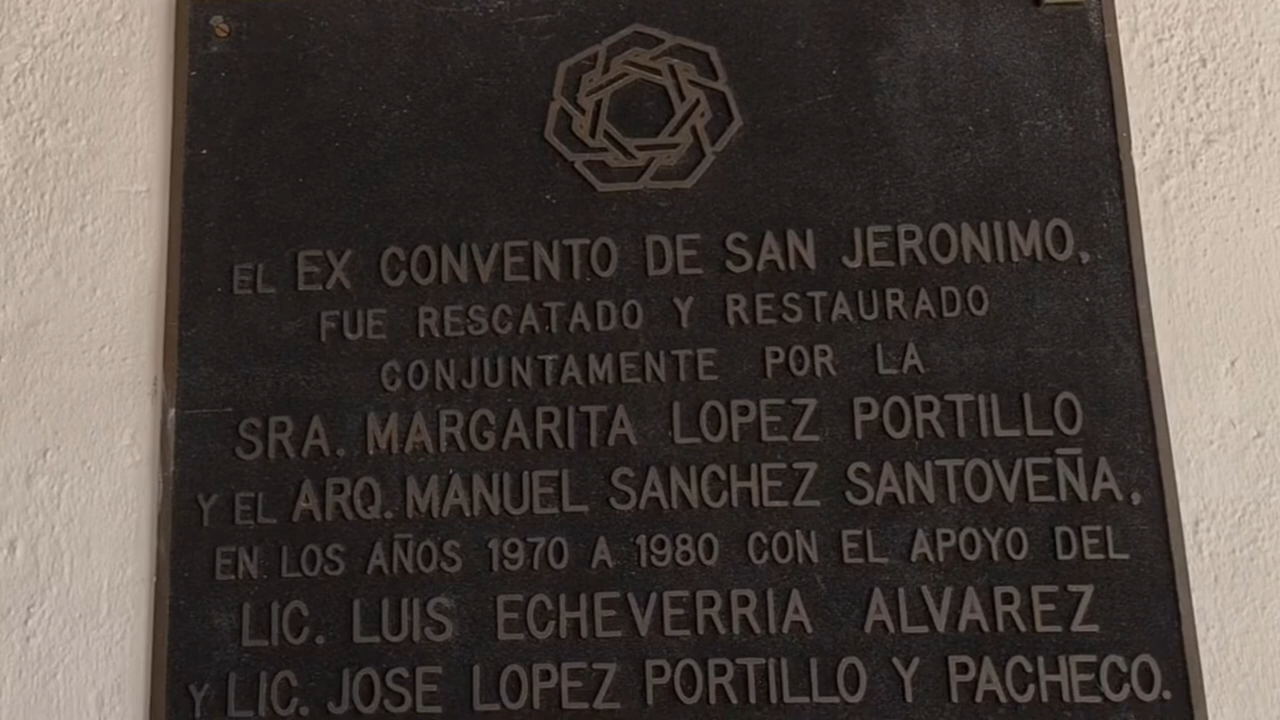 EL EX CONVENTO DE SAN JERONIMO,
FUE RESCATADO Y RESTAURADO
CONJUNTAMENTE POR LA
SRA. MARGARITA LOPEZ PORTILLO
Y EL ARQ. MANUEL SANCHEZ SANTOVEÑA,
EN LOS AÑOS 1970 A 1980 CON EL APOYO DEL
LIC. LUIS ECHEVERRIA ALVAREZ
Y LIC. JOSE LOPEZ PORTILLO Y PACHECO.